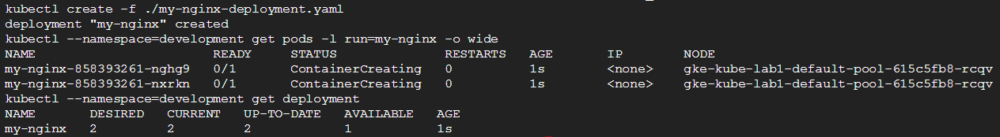 kubectl create -f ./my-nginx-deployment.yaml
deployment "my-nginx" created
kubectl --namespace=development get pods -l run=my-nginx -o wide
NAME READY STATUS RESTARTS AGE IP NODE
my-nginx-858393261-nghg9 0/1 ContainerCreating 0 1s <none> gke-kube-lab1-default-pool-615c5fb8-rcqv
my-nginx-858393261-nxrkn 0/1 ContainerCreating 0 1s <none> gke-kube-lab1-default-pool-615c5fb8-rcqv
kubectl --namespace=development get deployment
NAME DESIRED CURRENT UP-TO-DATE AVAILABLE AGE
my-nginx 2 2 2 1 1s